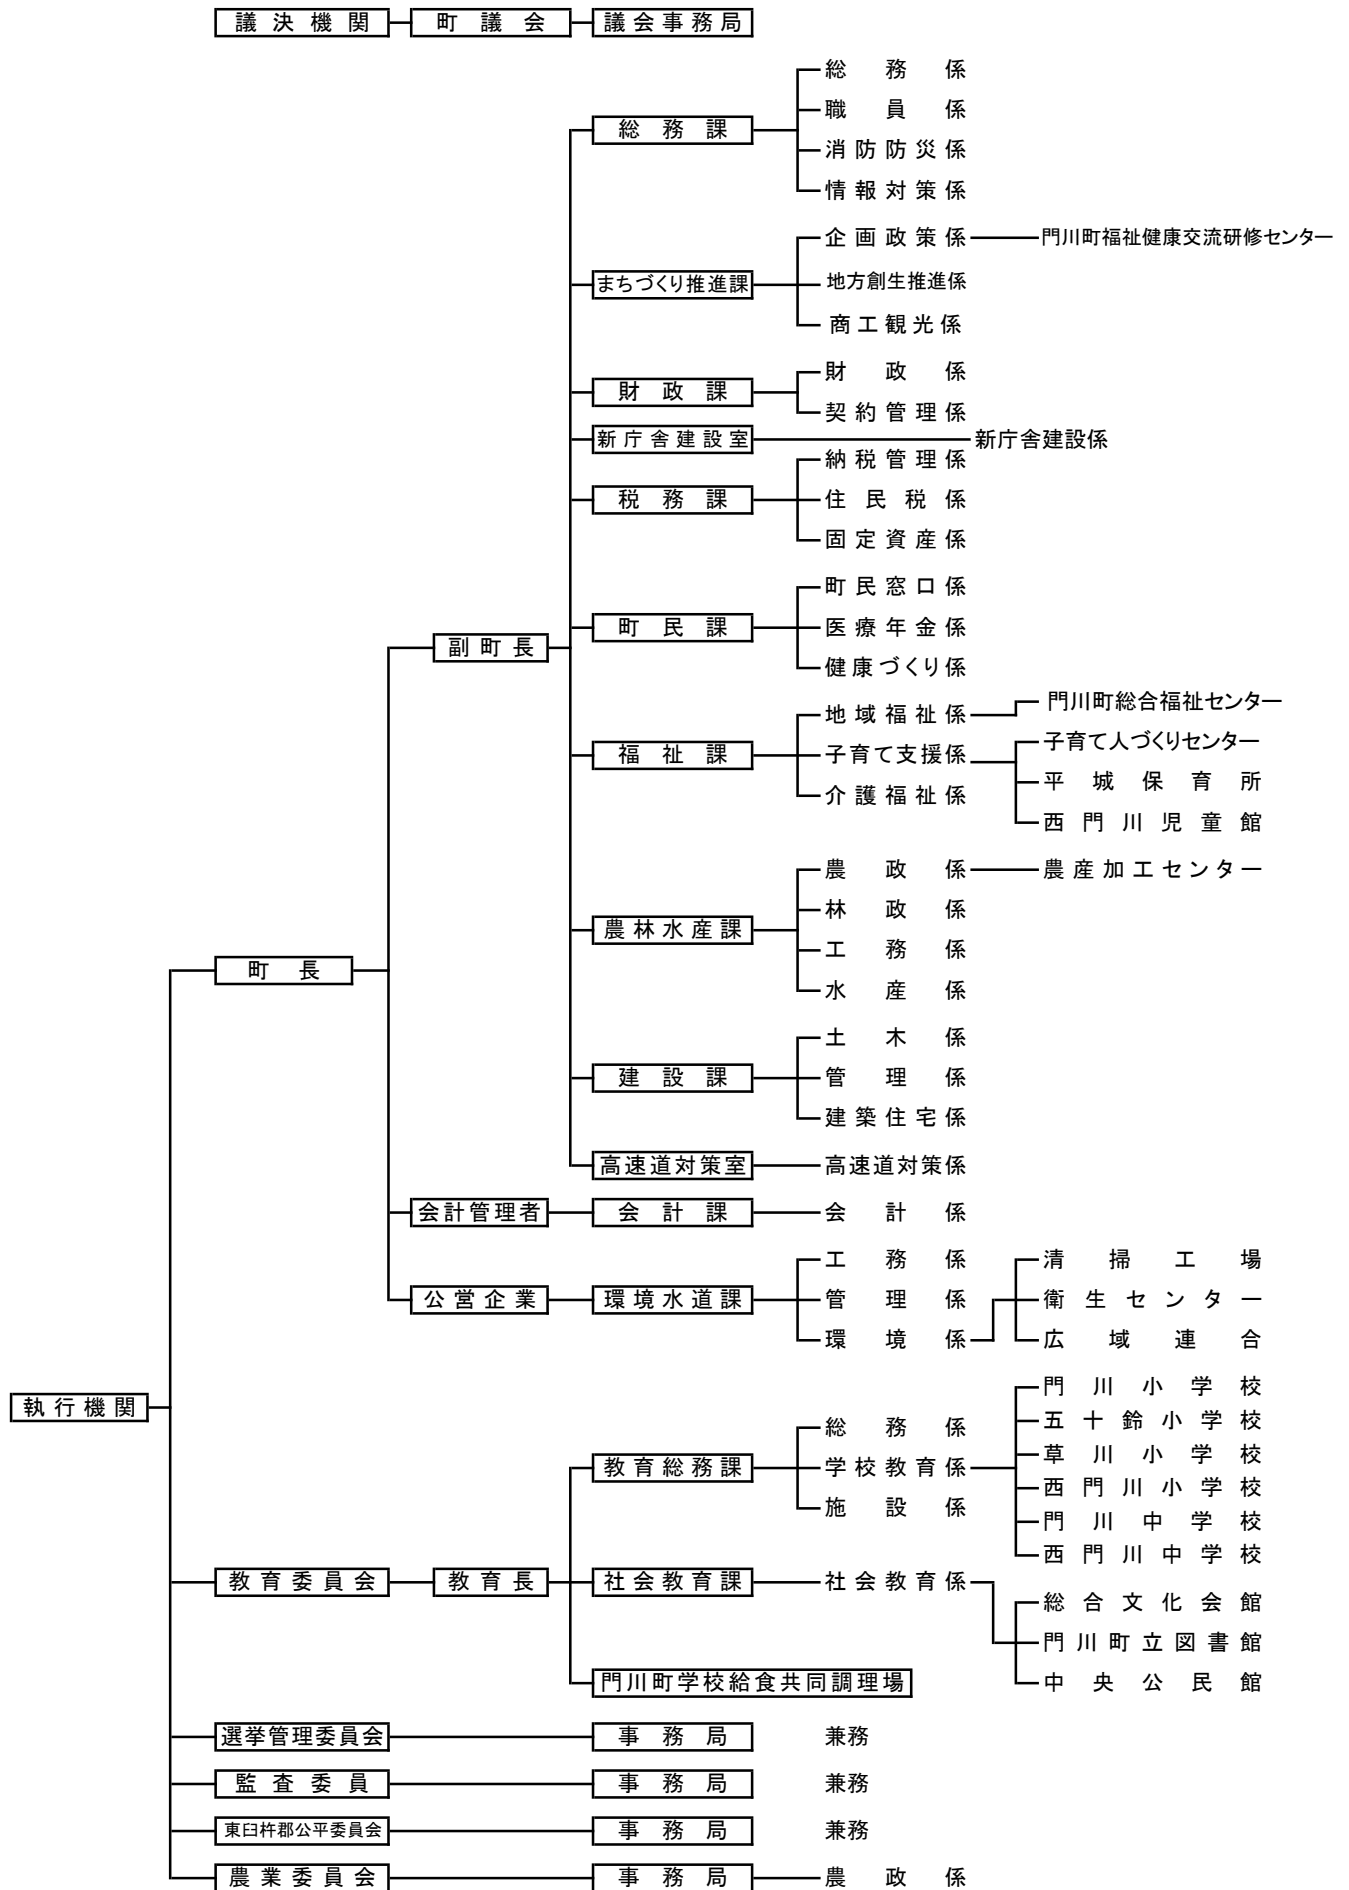 議決機関 町議会 議会事務局
総務係
職員係
総務課
消防防災係
情報対策係
企画政策係 門川町福祉健康交流研修センター
まちづくり推進課 地方創生推進係
商工観光係
財政係
財政課
契約管理係
新庁舎建設室 新庁舎建設係
納税管理係
税務課 住民税係
固定資産係
町民窓口係
町民課 医療年金係
副町長
健康づくり係
地域福祉係 門川町総合福祉センター
子育て人づくりセンター
福祉課 子育て支援係
平城保育所
介護福祉係
西門川児童館
農政係 農産加工センター
林政係
農林水産課
工務係
町長
水産係
土木係
建設課 管理係
建築住宅係
高速道対策室 高速道対策係
会計管理者 会計課 会計係
工務係 清掃工場
公営企業 環境水道課 管理係 衛生センター
環境係 広域連合
門川小学校
執行機関
五十鈴小学校
総務係
草川小学校
教育総務課 学校教育係
西門川小学校
施設係
門川中学校
西門川中学校
教育委員会 教育長 社会教育課 社会教育係
総合文化会館
門川町立図書館
門川町学校給食共同調理場 中央公民館
選挙管理委員会 事務局 兼務
監査委員 事務局 兼務
東臼杵郡公平委員会 事務局 兼務
農業委員会 事務局 農政係